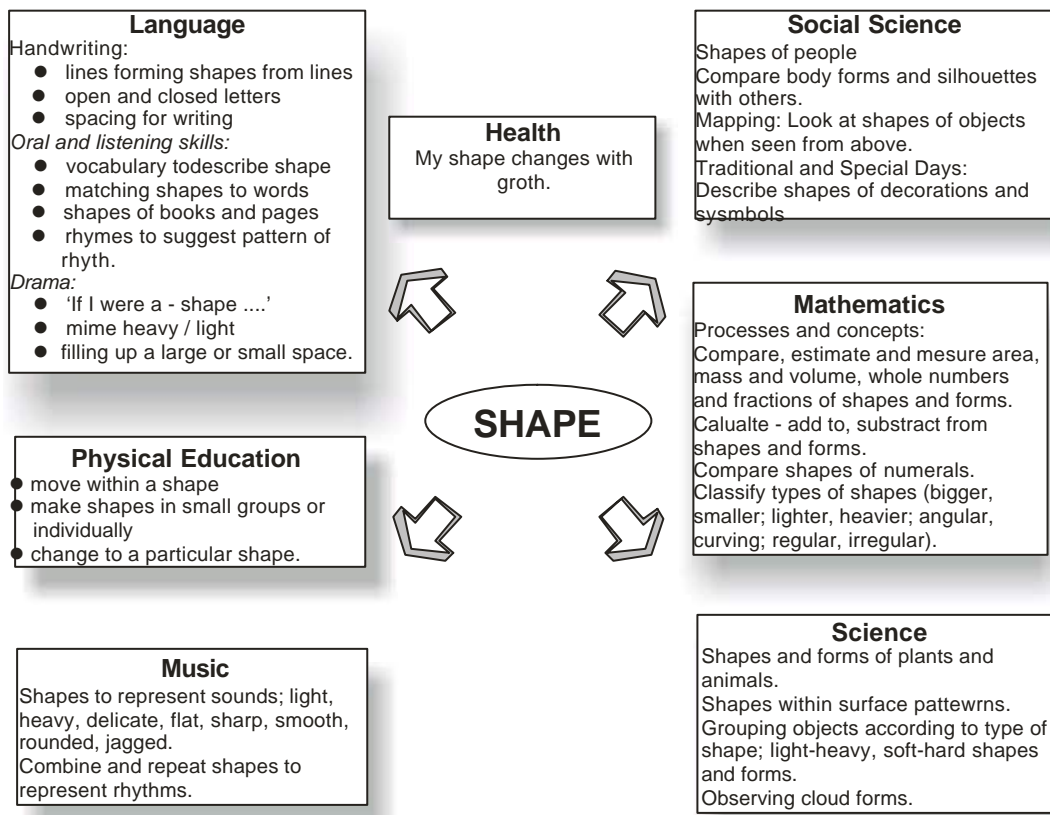 Language
Handwriting:
● lines forming shapes from lines
● open and closed letters
● spacing for writing
Oral and listening skills:
● vocabulary todescribe shape
● matching shapes to words
● shapes of books and pages
● rhymes to suggest pattern of
rhyth.
Drama:
● ‘If I were a - shape ....’
● mime heavy / light
● filling up a large or small space.
Health
My shape changes with
groth.
Social Science
Shapes of people
Compare body forms and silhouettes
with others.
Mapping: Look at shapes of objects
when seen from above.
Traditional and Special Days:
Describe shapes of decorations and
sysmbols
SHAPE
Mathematics
Processes and concepts:
Compare, estimate and mesure area,
mass and volume, whole numbers
and fractions of shapes and forms.
Calualte - add to, substract from
shapes and forms.
Compare shapes of numerals.
Classify types of shapes (bigger,
smaller; lighter, heavier; angular,
curving; regular, irregular).
Physical Education
● move within a shape
● make shapes in small groups or
individually
● change to a particular shape.
Music
Shapes to represent sounds; light,
heavy, delicate, flat, sharp, smooth,
rounded, jagged.
Combine and repeat shapes to
represent rhythms.
Science
Shapes and forms of plants and
animals.
Shapes within surface pattewrns.
Grouping objects according to type of
shape; light-heavy, soft-hard shapes
and forms.
Observing cloud forms.